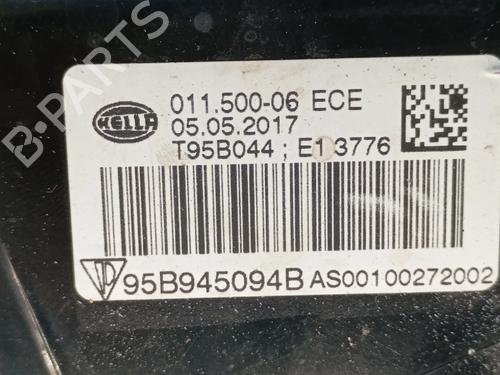 HELLA
011.500-06 ECE
05.05.2017
T95B044 ; E1 3776
95B945094B AS00100272002
B-PARTS